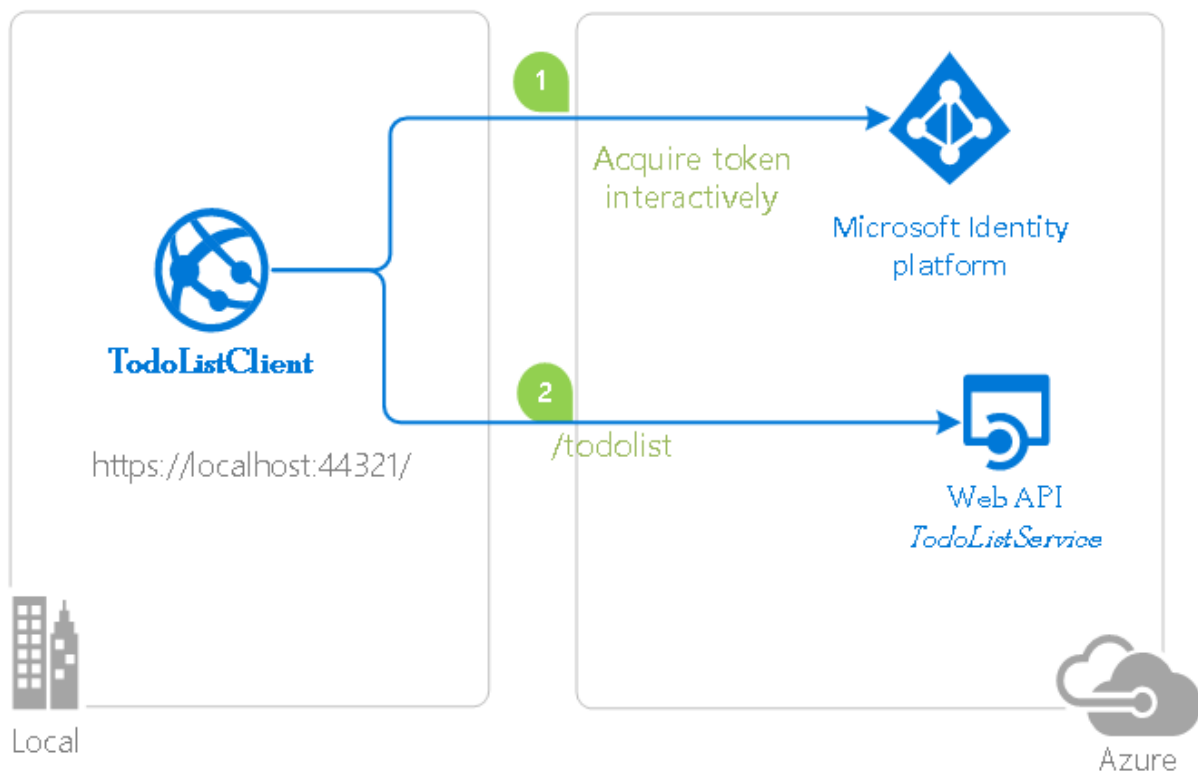 1
Acquire token
interactively
Microsoft Identity
platform
TodoListClient
https://localhost:44321/
2
/todolist
Web API
TodoListService
Local
Azure